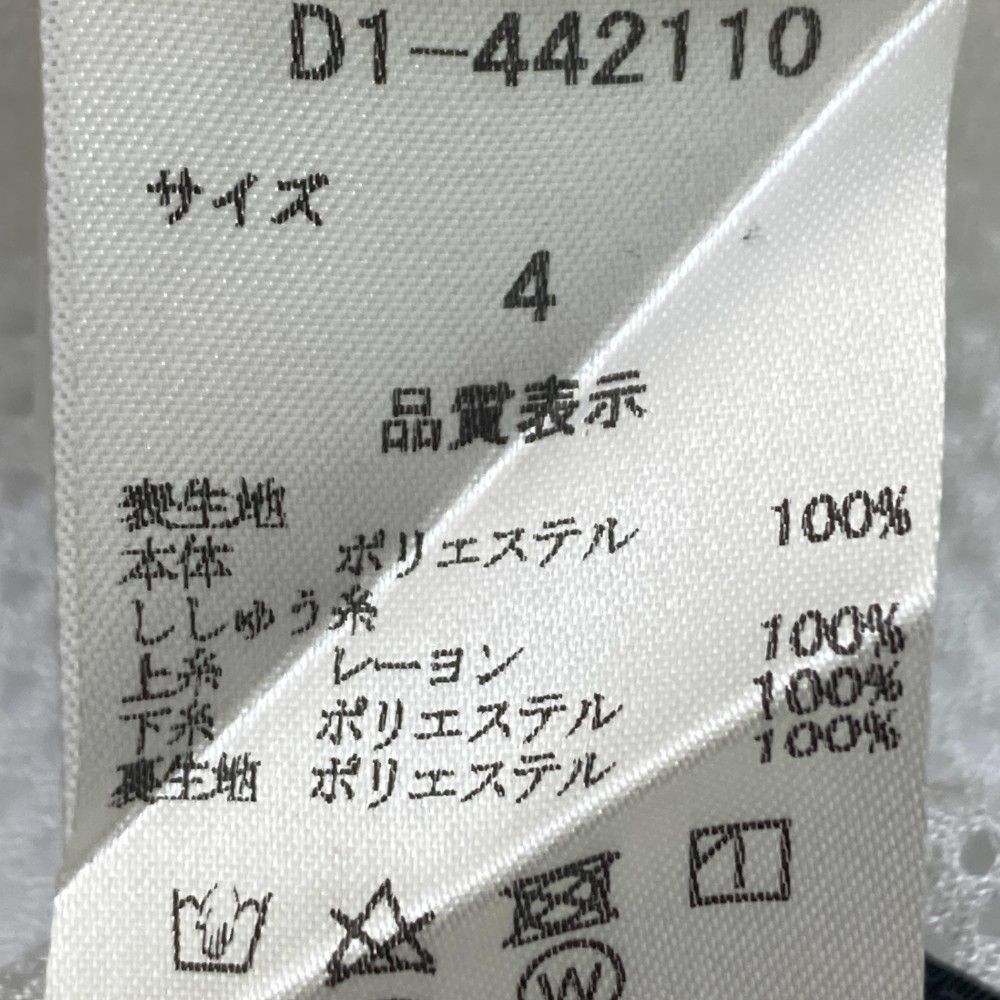 D1-442110
サイズ
4
品質表示
表生地
本体 ポリエステル 100%
ししゅう糸
上糸 レーヨン 100%
下糸 ポリエステル 100%
裏生地 ポリエステル 100%
W